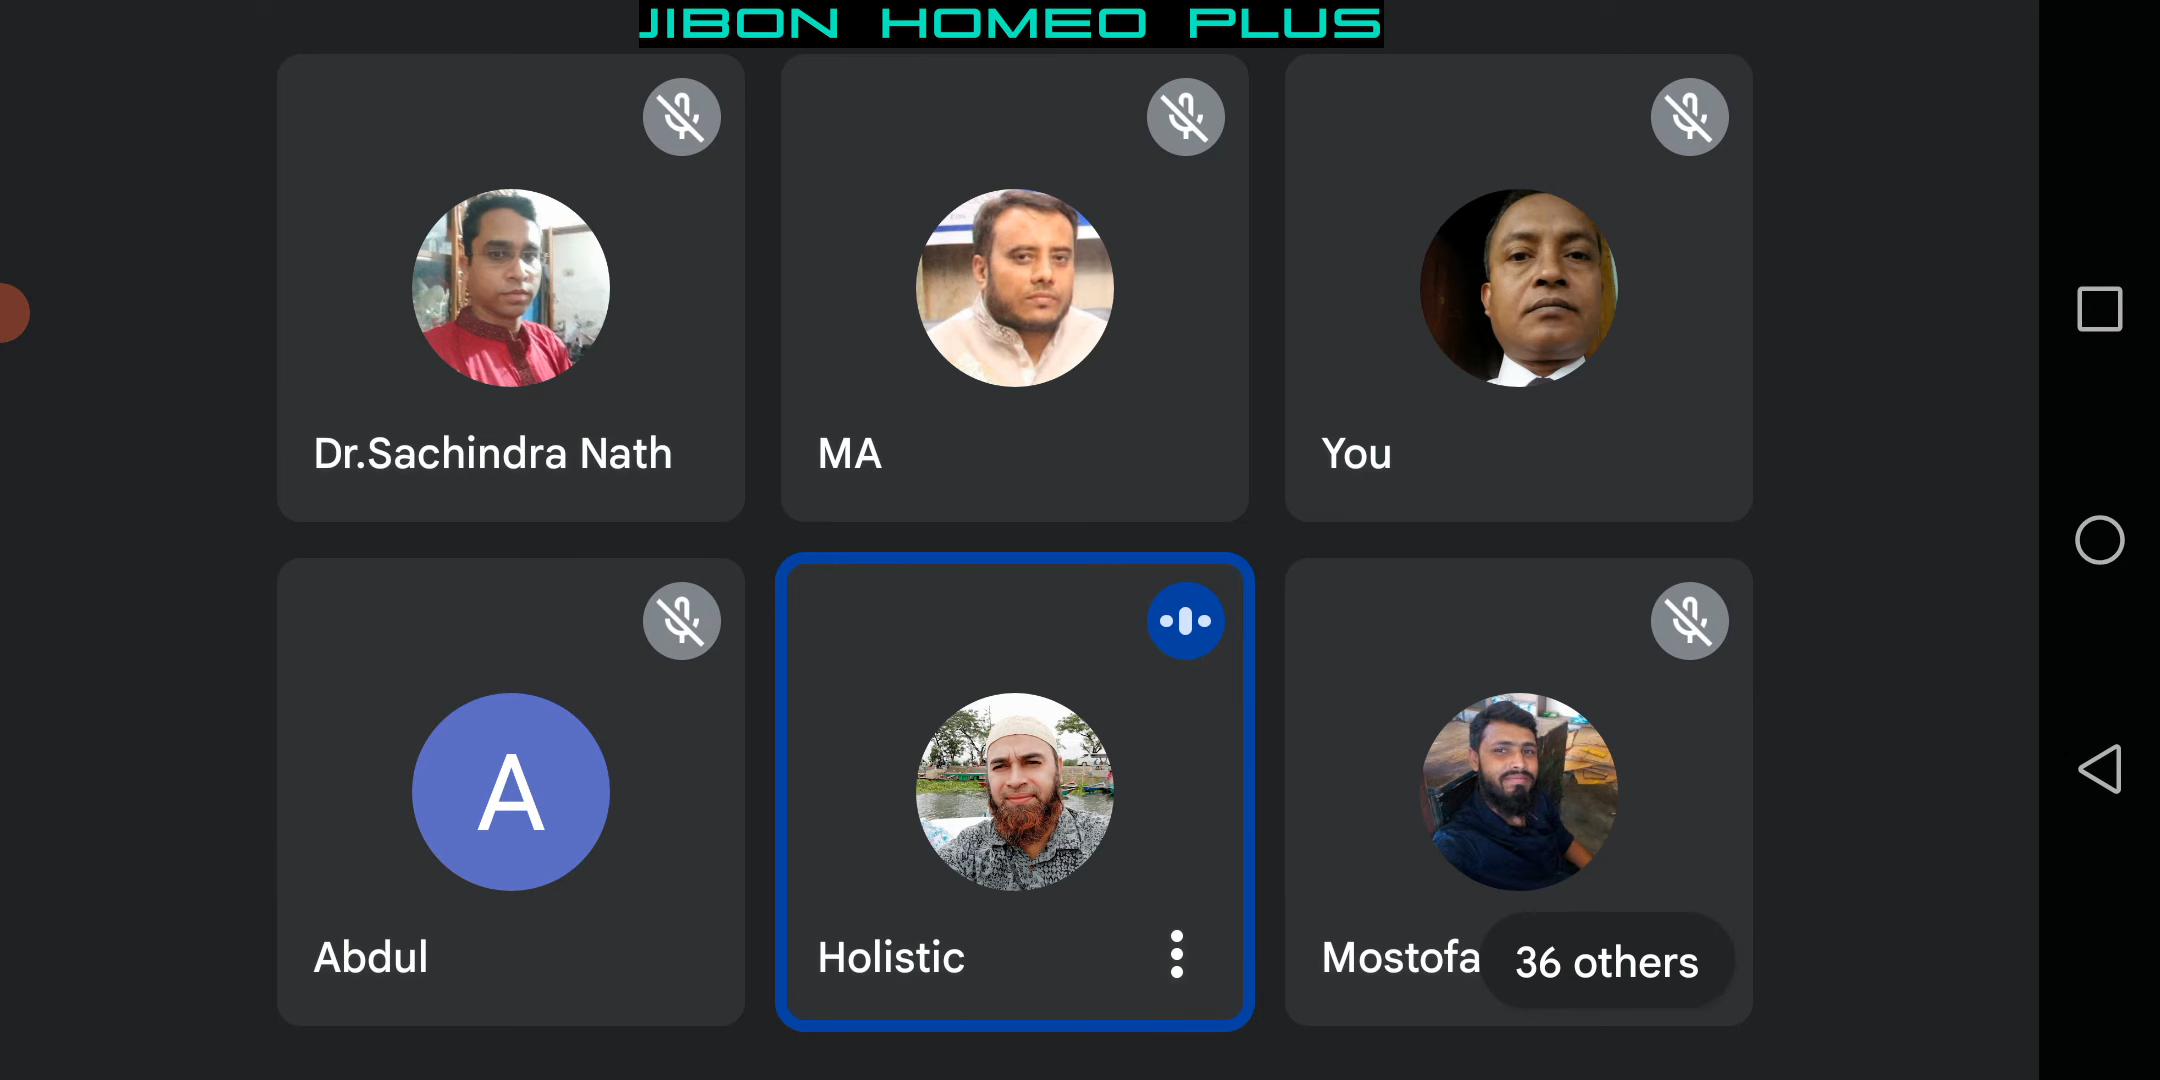 JIBON HOMEO PLUS
Dr.Sachindra Nath
MA
You
A
Abdul
Holistic
Mostofa
36 others